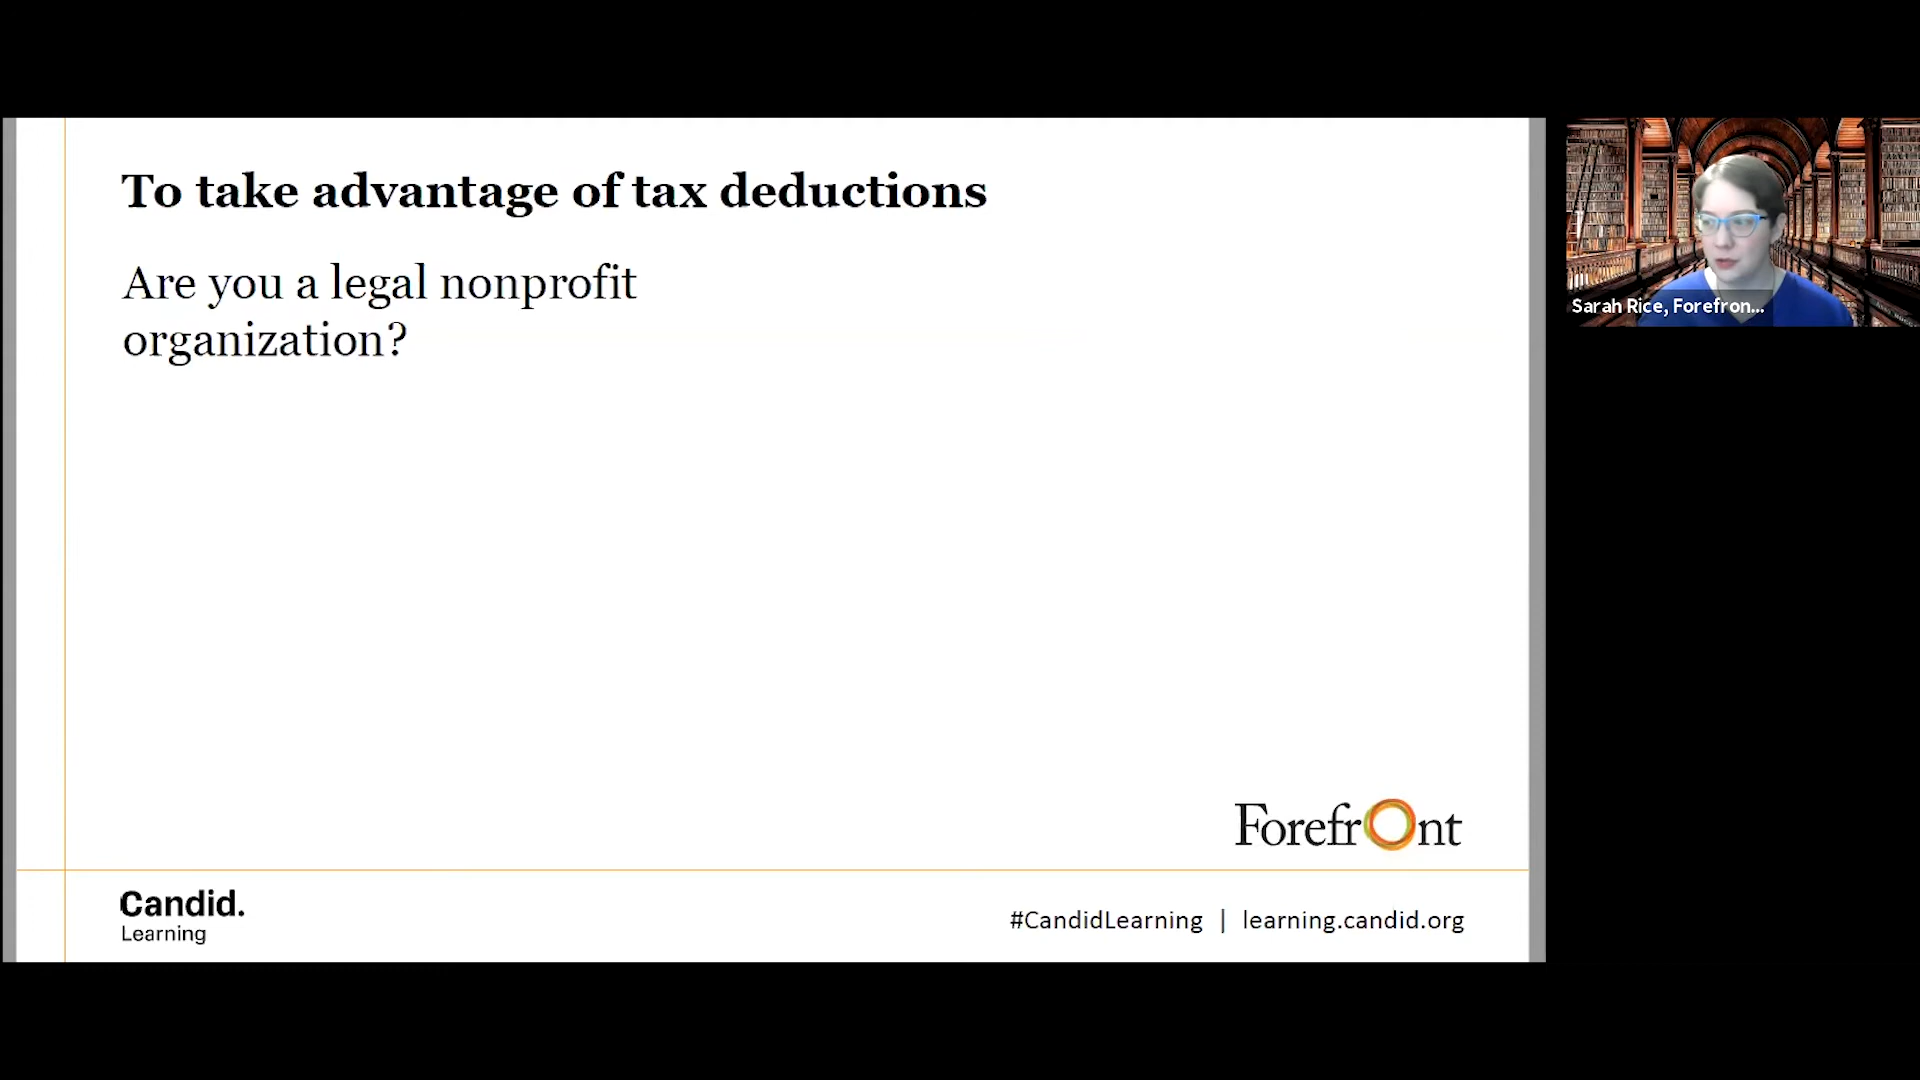 To take advantage of tax deductions
Are you a legal nonprofit
organization?
Sarah Rice, Forefron...
Forefront
Candid.
Learning
#CandidLearning | learning.candid.org